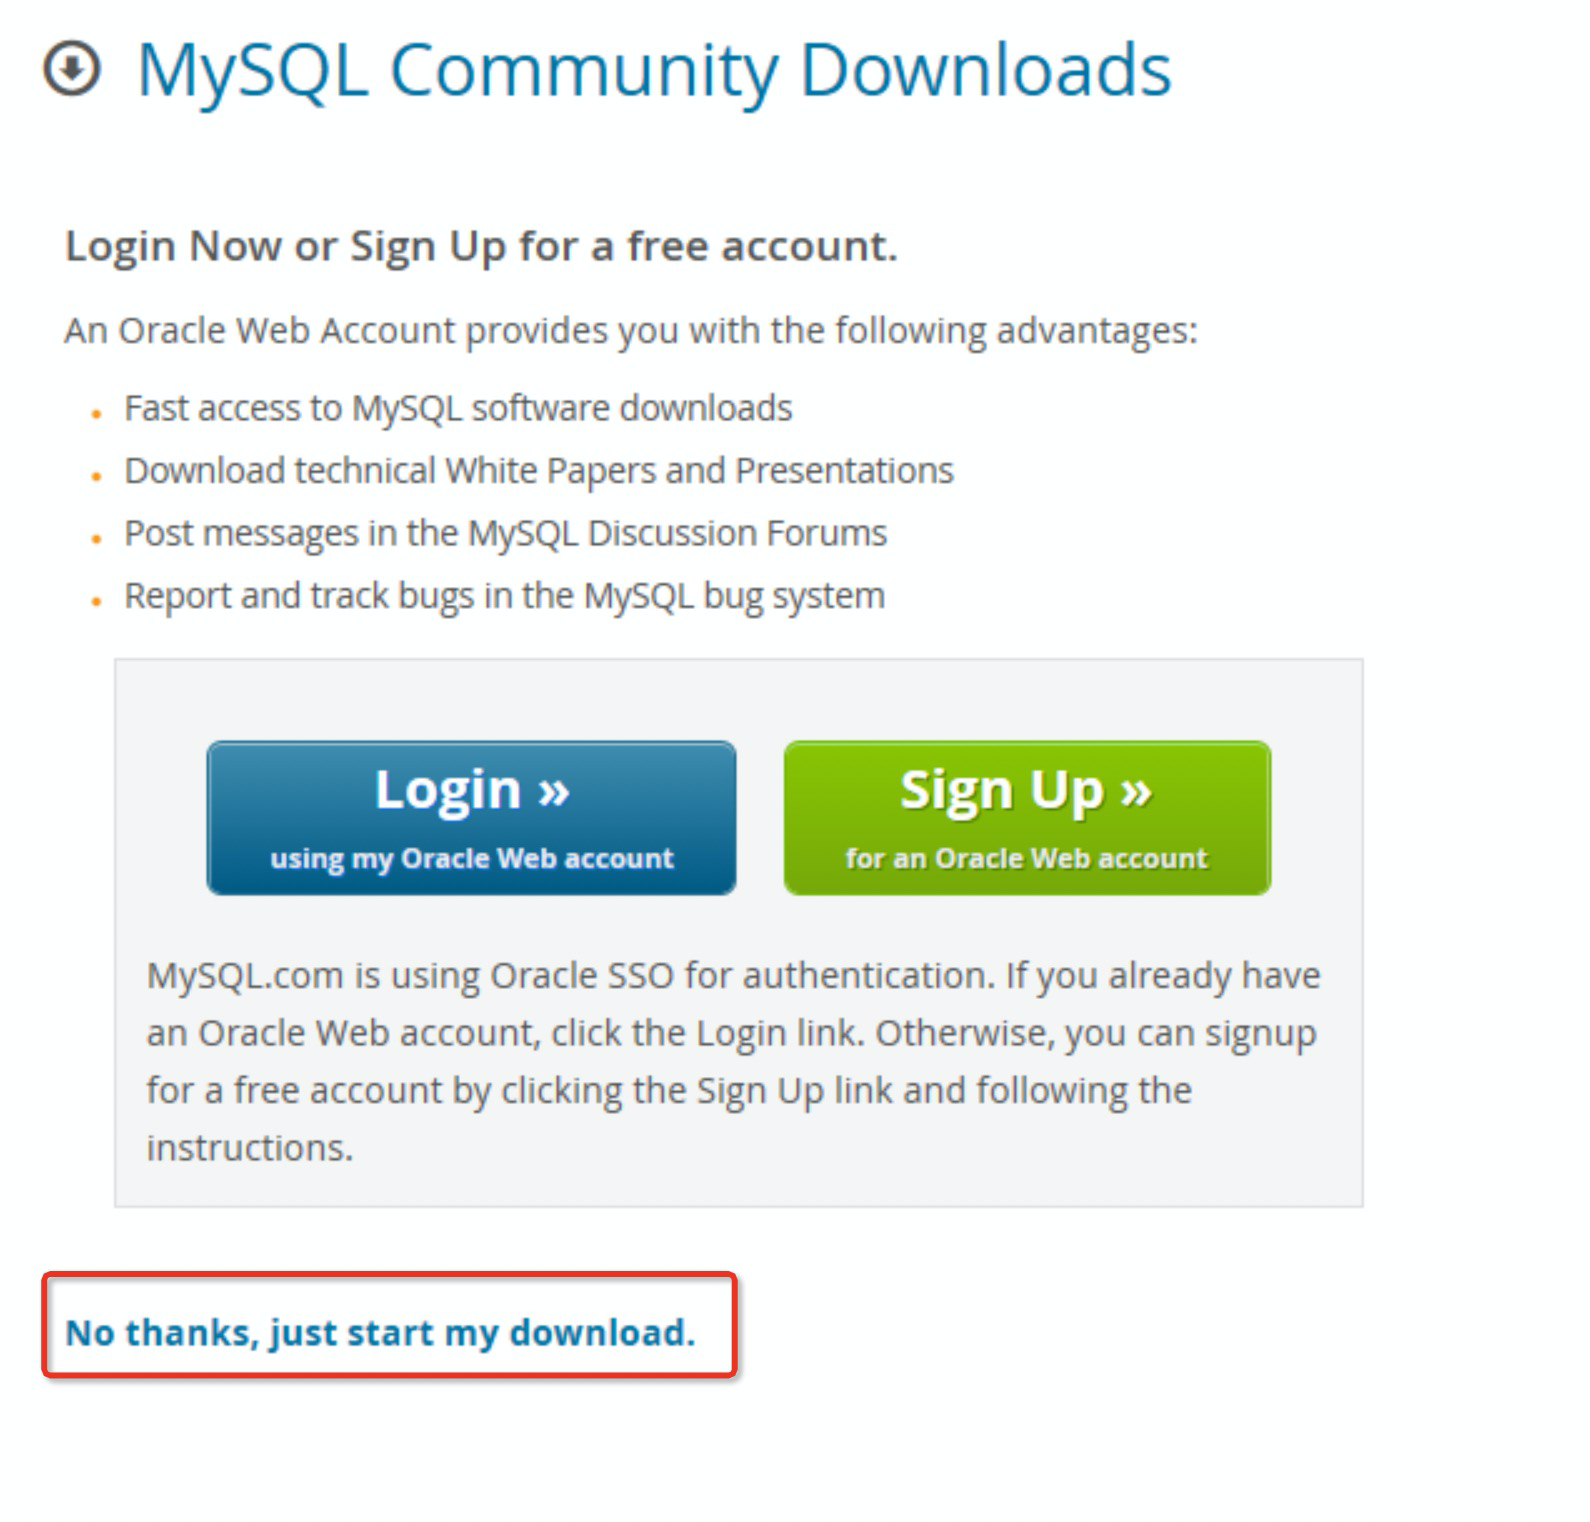 MySQL Community Downloads
Login Now or Sign Up for a free account.
An Oracle Web Account provides you with the following advantages:
Fast access to MySQL software downloads
Download technical White Papers and Presentations
Post messages in the MySQL Discussion Forums
Report and track bugs in the MySQL bug system
Login »
using my Oracle Web account
Sign Up »
for an Oracle Web account
MySQL.com is using Oracle SSO for authentication. If you already have
an Oracle Web account, click the Login link. Otherwise, you can signup
for a free account by clicking the Sign Up link and following the
instructions.
No thanks, just start my download.